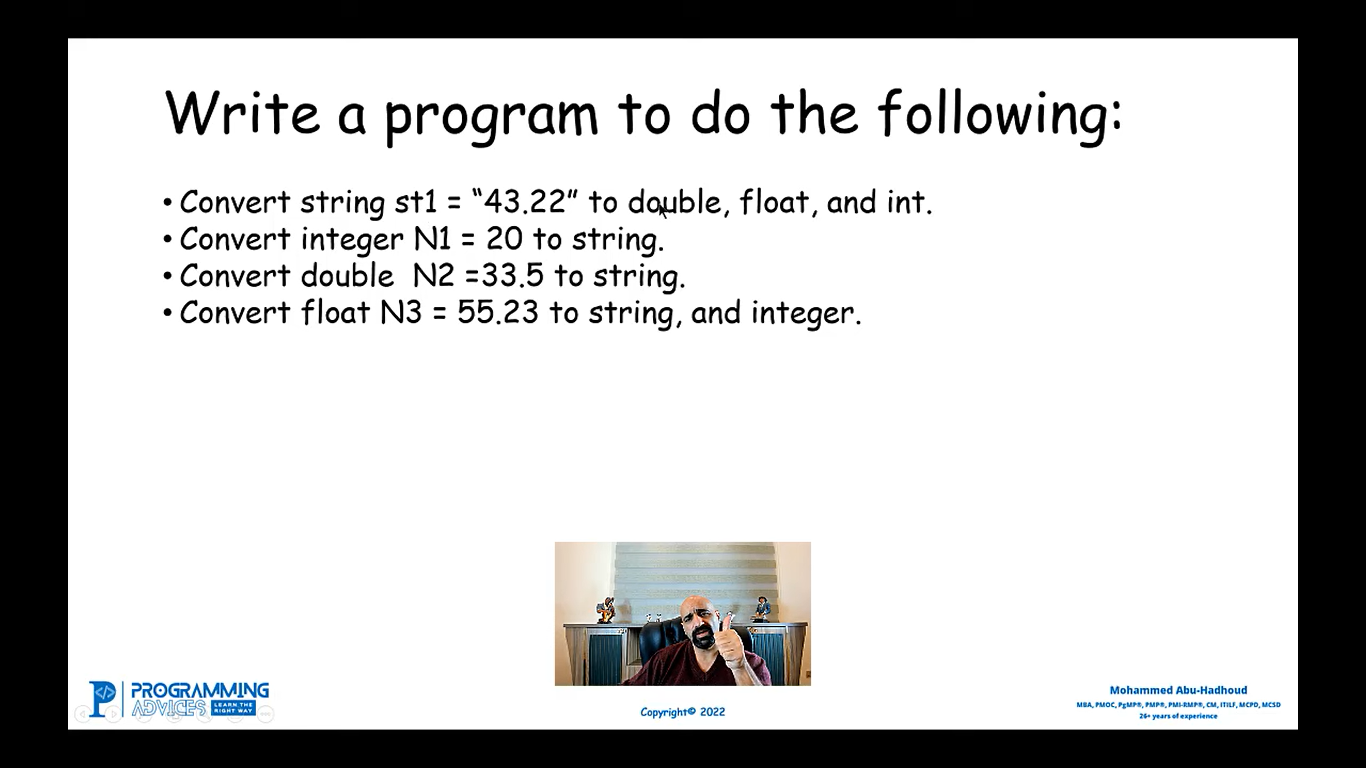 Write a program to do the following:
• Convert string st1 = “43.22” to double, float, and int.
• Convert integer N1 = 20 to string.
• Convert double  N2 =33.5 to string.
• Convert float N3 = 55.23 to string, and integer.
PROGRAMMING
ADVICES LEARN THE RIGHT WAY
Copyright© 2022
Mohammed Abu-Hadhoud
MBA, PMOC, PgMP®, PMP®, PMI-RMP®, CM, ITILF, MCPD, MCSD
26+ years of experience